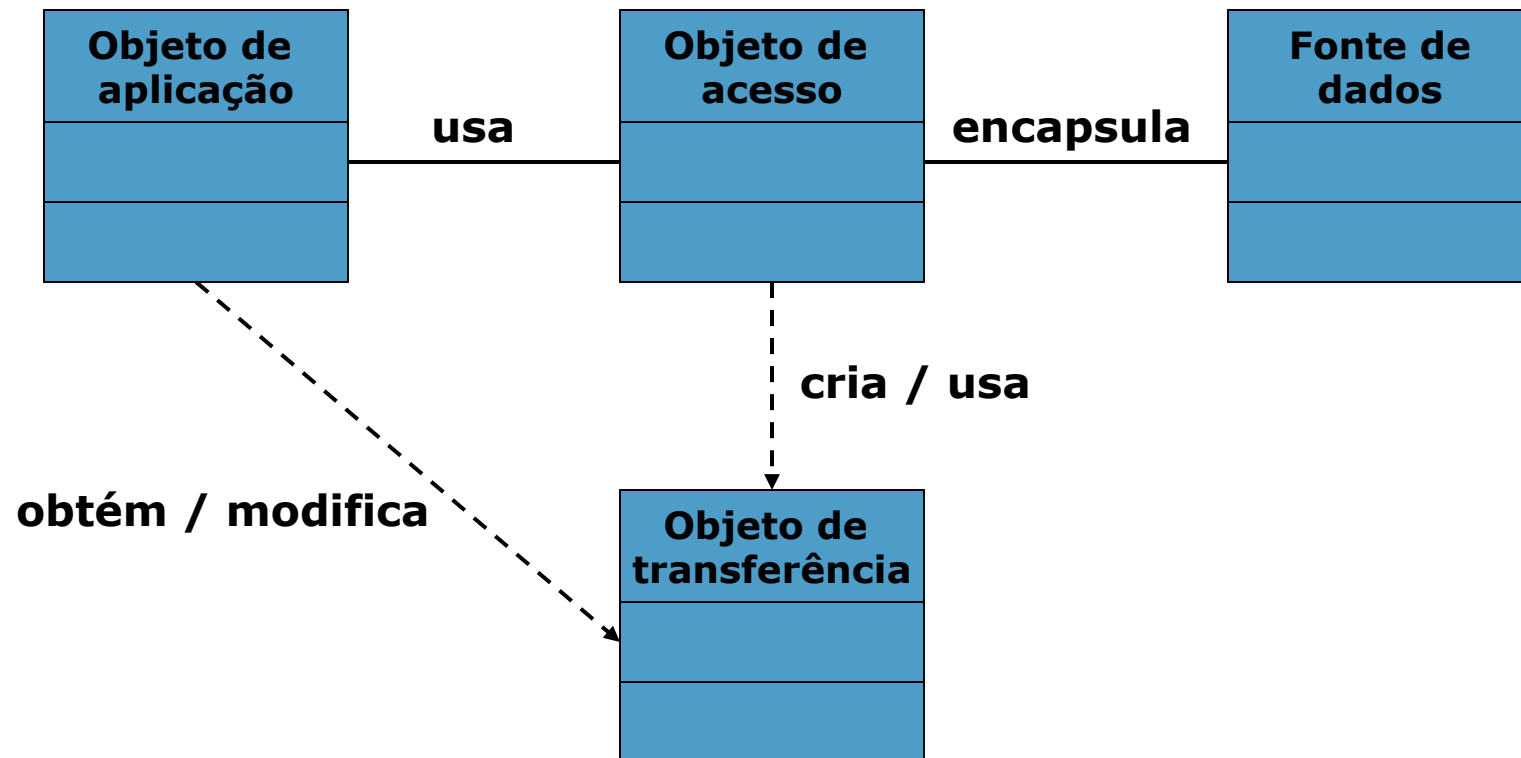 Objeto de
aplicação
usa
Objeto de
acesso
encapsula
Fonte de
dados
cria / usa
obtém / modifica
Objeto de
transferência